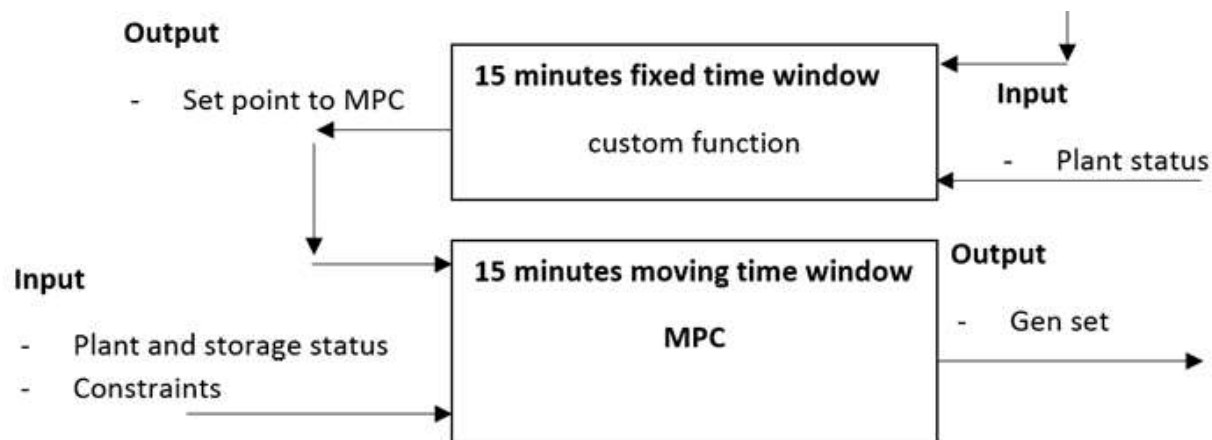 Output
- Set point to MPC
15 minutes fixed time window
custom function
Input
- Plant status
Input
- Plant and storage status
- Constraints
15 minutes moving time window
MPC
Output
- Gen set